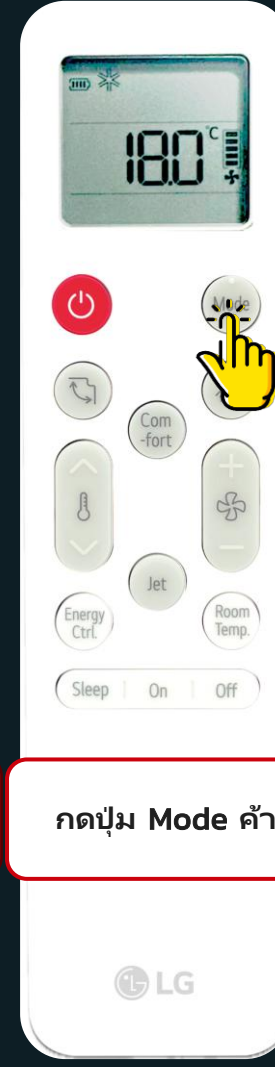 18.0°C
Mode
Com
-fort
Jet
Energy
Ctrl.
Room
Temp.
Sleep
On
Off
กดปุ่ม Mode ค้า
LG